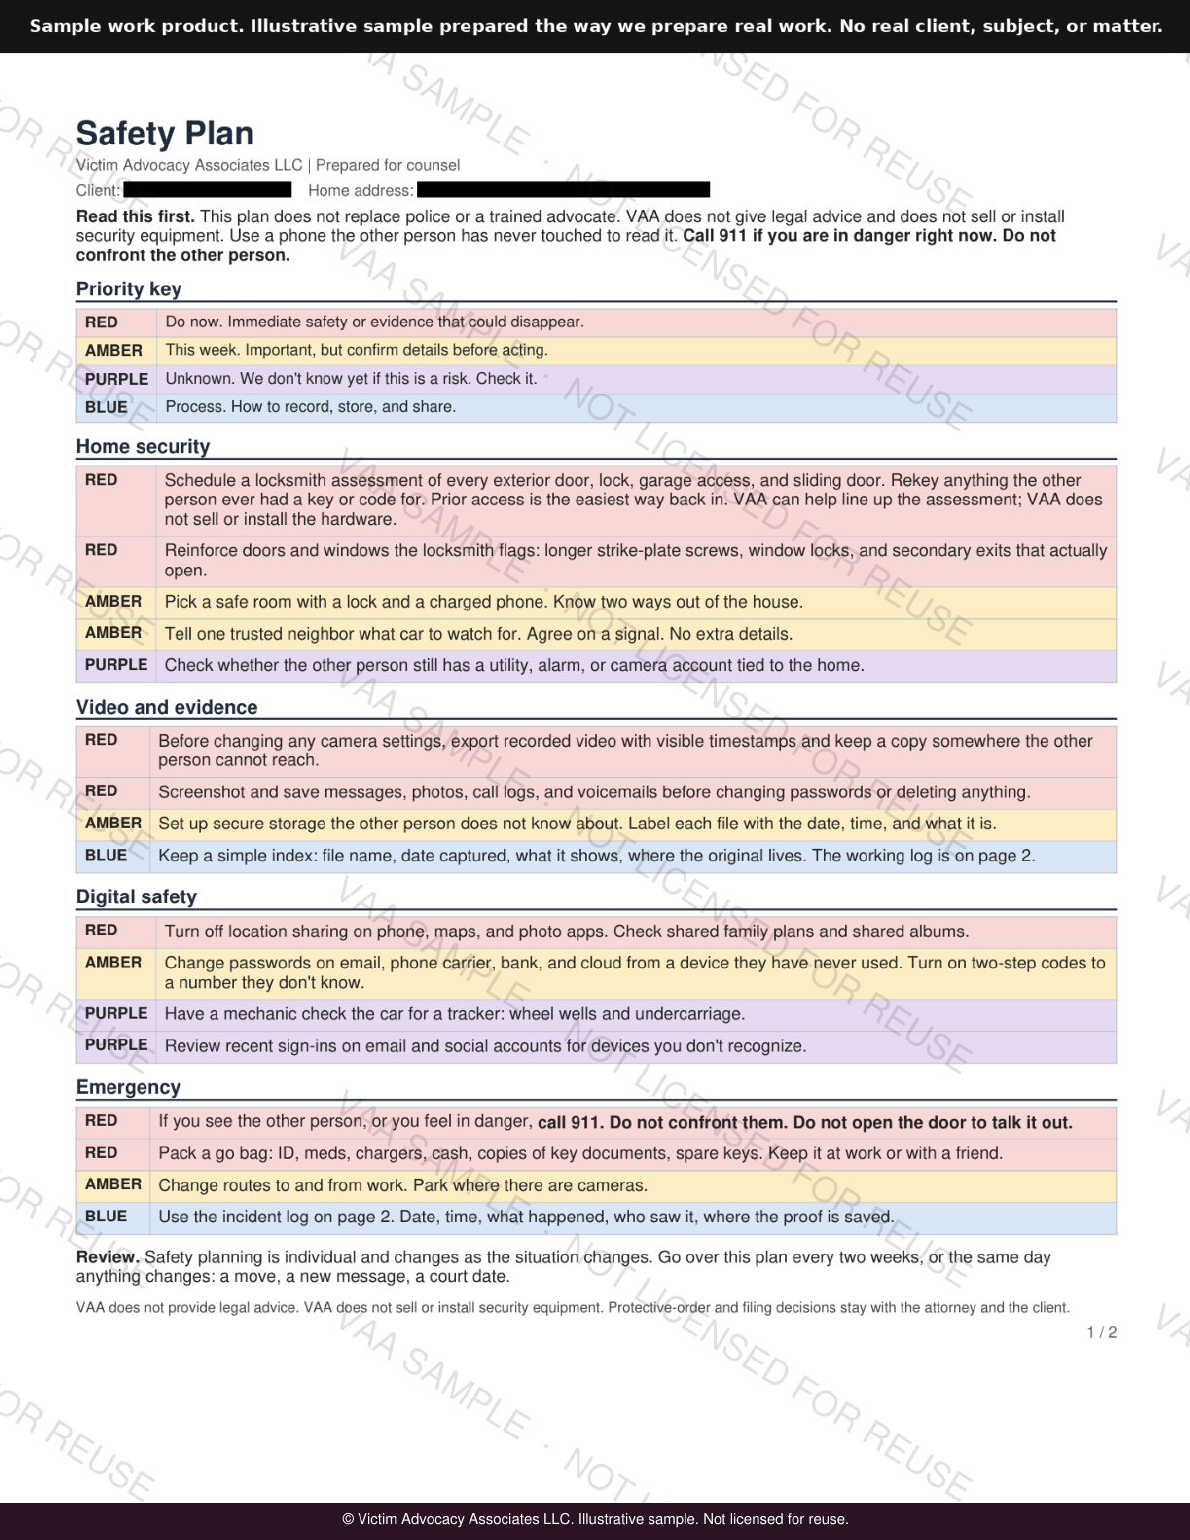 Sample work product. Illustrative sample prepared the way we prepare real work. No real client, subject, or matter.
Safety Plan
Victim Advocacy Associates LLC | Prepared for counsel
Client: Home address:
Read this first. This plan does not replace police or a trained advocate. VAA does not give legal advice and does not sell or install
security equipment. Use a phone the other person has never touched to read it. Call 911 if you are in danger right now. Do not
confront the other person.
Priority key
RED Do now. Immediate safety or evidence that could disappear.
AMBER This week. Important, but confirm details before acting.
PURPLE Unknown. We don't know yet if this is a risk. Check it.
BLUE Process. How to record, store, and share.
Home security
RED Schedule a locksmith assessment of every exterior door, lock, garage access, and sliding door. Rekey anything the other
person ever had a key or code for. Prior access is the easiest way back in. VAA can help line up the assessment; VAA does
not sell or install the hardware.
RED Reinforce doors and windows the locksmith flags: longer strike-plate screws, window locks, and secondary exits that actually
open.
AMBER Pick a safe room with a lock and a charged phone. Know two ways out of the house.
AMBER Tell one trusted neighbor what car to watch for. Agree on a signal. No extra details.
PURPLE Check whether the other person still has a utility, alarm, or camera account tied to the home.
Video and evidence
RED Before changing any camera settings, export recorded video with visible timestamps and keep a copy somewhere the other
person cannot reach.
RED Screenshot and save messages, photos, call logs, and voicemails before changing passwords or deleting anything.
AMBER Set up secure storage the other person does not know about. Label each file with the date, time, and what it is.
BLUE Keep a simple index: file name, date captured, what it shows, where the original lives. The working log is on page 2.
Digital safety
RED Turn off location sharing on phone, maps, and photo apps. Check shared family plans and shared albums.
AMBER Change passwords on email, phone carrier, bank, and cloud from a device they have never used. Turn on two-step codes to
a number they don't know.
PURPLE Have a mechanic check the car for a tracker: wheel wells and undercarriage.
PURPLE Review recent sign-ins on email and social accounts for devices you don't recognize.
Emergency
RED If you see the other person, or you feel in danger, call 911. Do not confront them. Do not open the door to talk it out.
RED Pack a go bag: ID, meds, chargers, cash, copies of key documents, spare keys. Keep it at work or with a friend.
AMBER Change routes to and from work. Park where there are cameras.
BLUE Use the incident log on page 2. Date, time, what happened, who saw it, where the proof is saved.
Review. Safety planning is individual and changes as the situation changes. Go over this plan every two weeks, or the same day
anything changes: a move, a new message, a court date.
VAA does not provide legal advice. VAA does not sell or install security equipment. Protective-order and filing decisions stay with the attorney and the client.
1 / 2
VAA SAMPLE · NOT LICENSED FOR REUSE
© Victim Advocacy Associates LLC. Illustrative sample. Not licensed for reuse.